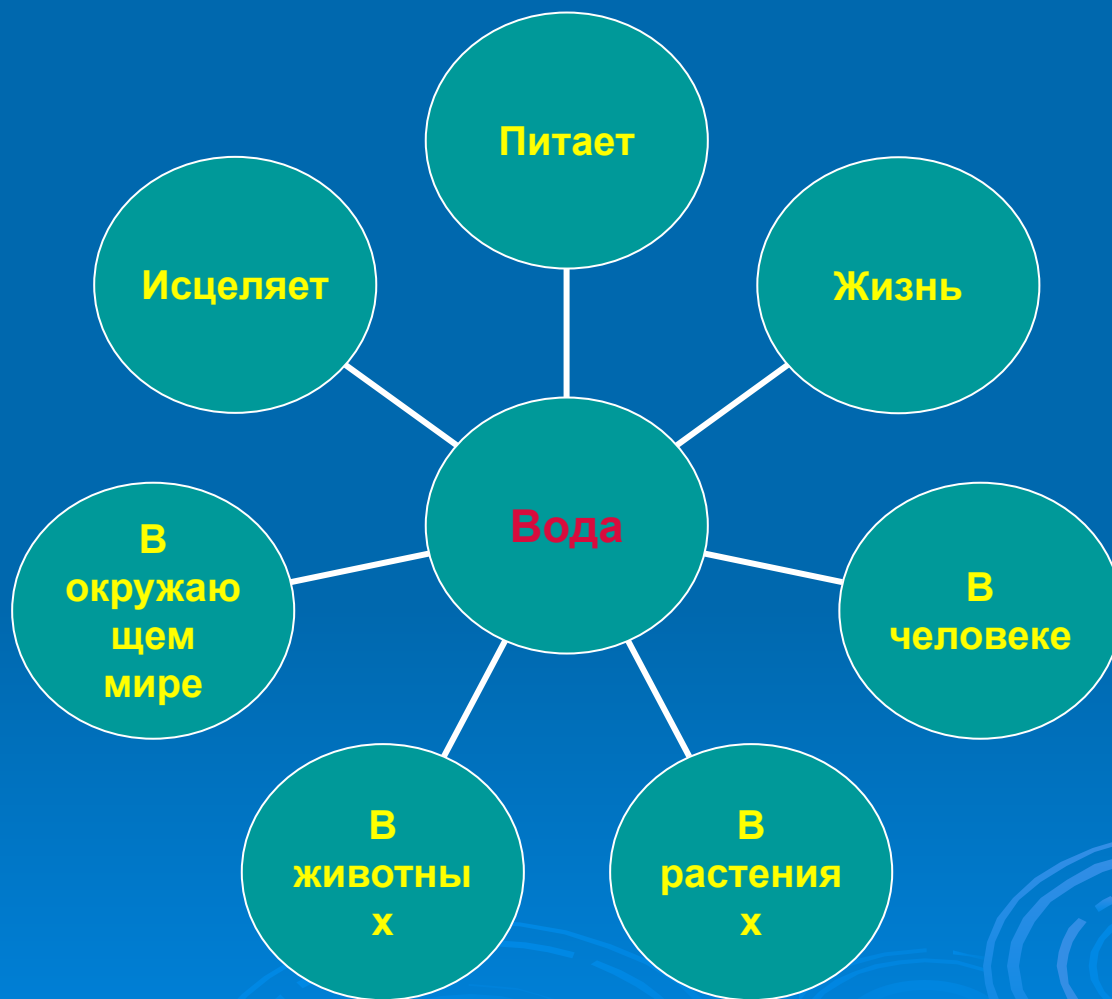 Питает
Исцеляет
Жизнь
Вода
В
окружаю
щем
мире
В
человеке
В
животны
х
В
растения
х